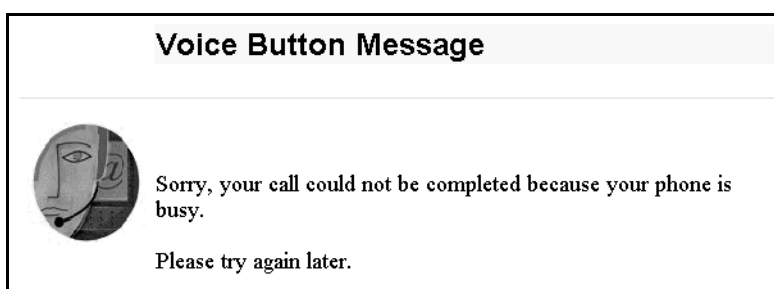 Voice Button Message
@
Sorry, your call could not be completed because your phone is
busy.
Please try again later.